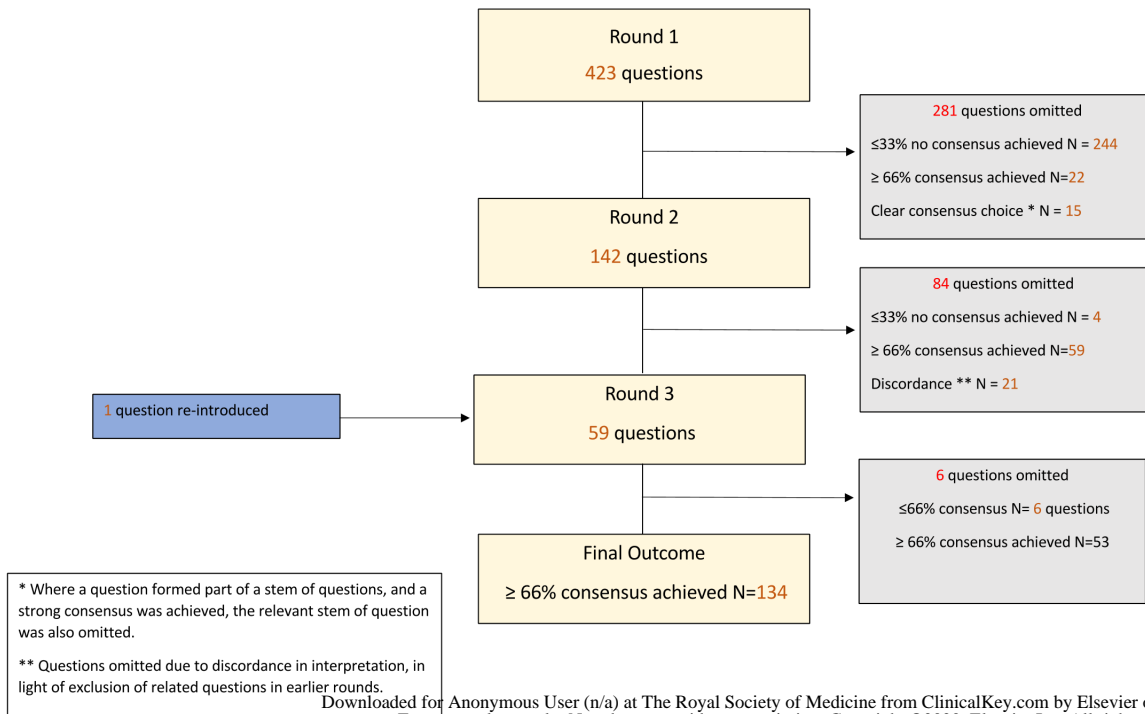 Round 1
423 questions
281 questions omitted
≤33% no consensus achieved N = 244
≥ 66% consensus achieved N=22
Clear consensus choice * N = 15
Round 2
142 questions
84 questions omitted
≤33% no consensus achieved N = 4
≥ 66% consensus achieved N=59
Discordance ** N = 21
1 question re-introduced
Round 3
59 questions
6 questions omitted
≤66% consensus N= 6 questions
≥ 66% consensus achieved N=53
Final Outcome
≥ 66% consensus achieved N=134
* Where a question formed part of a stem of questions, and a
strong consensus was achieved, the relevant stem of question
was also omitted.
** Questions omitted due to discordance in interpretation, in
light of exclusion of related questions in earlier rounds.
Downloaded for Anonymous User (n/a) at The Royal Society of Medicine from ClinicalKey.com by Elsevier